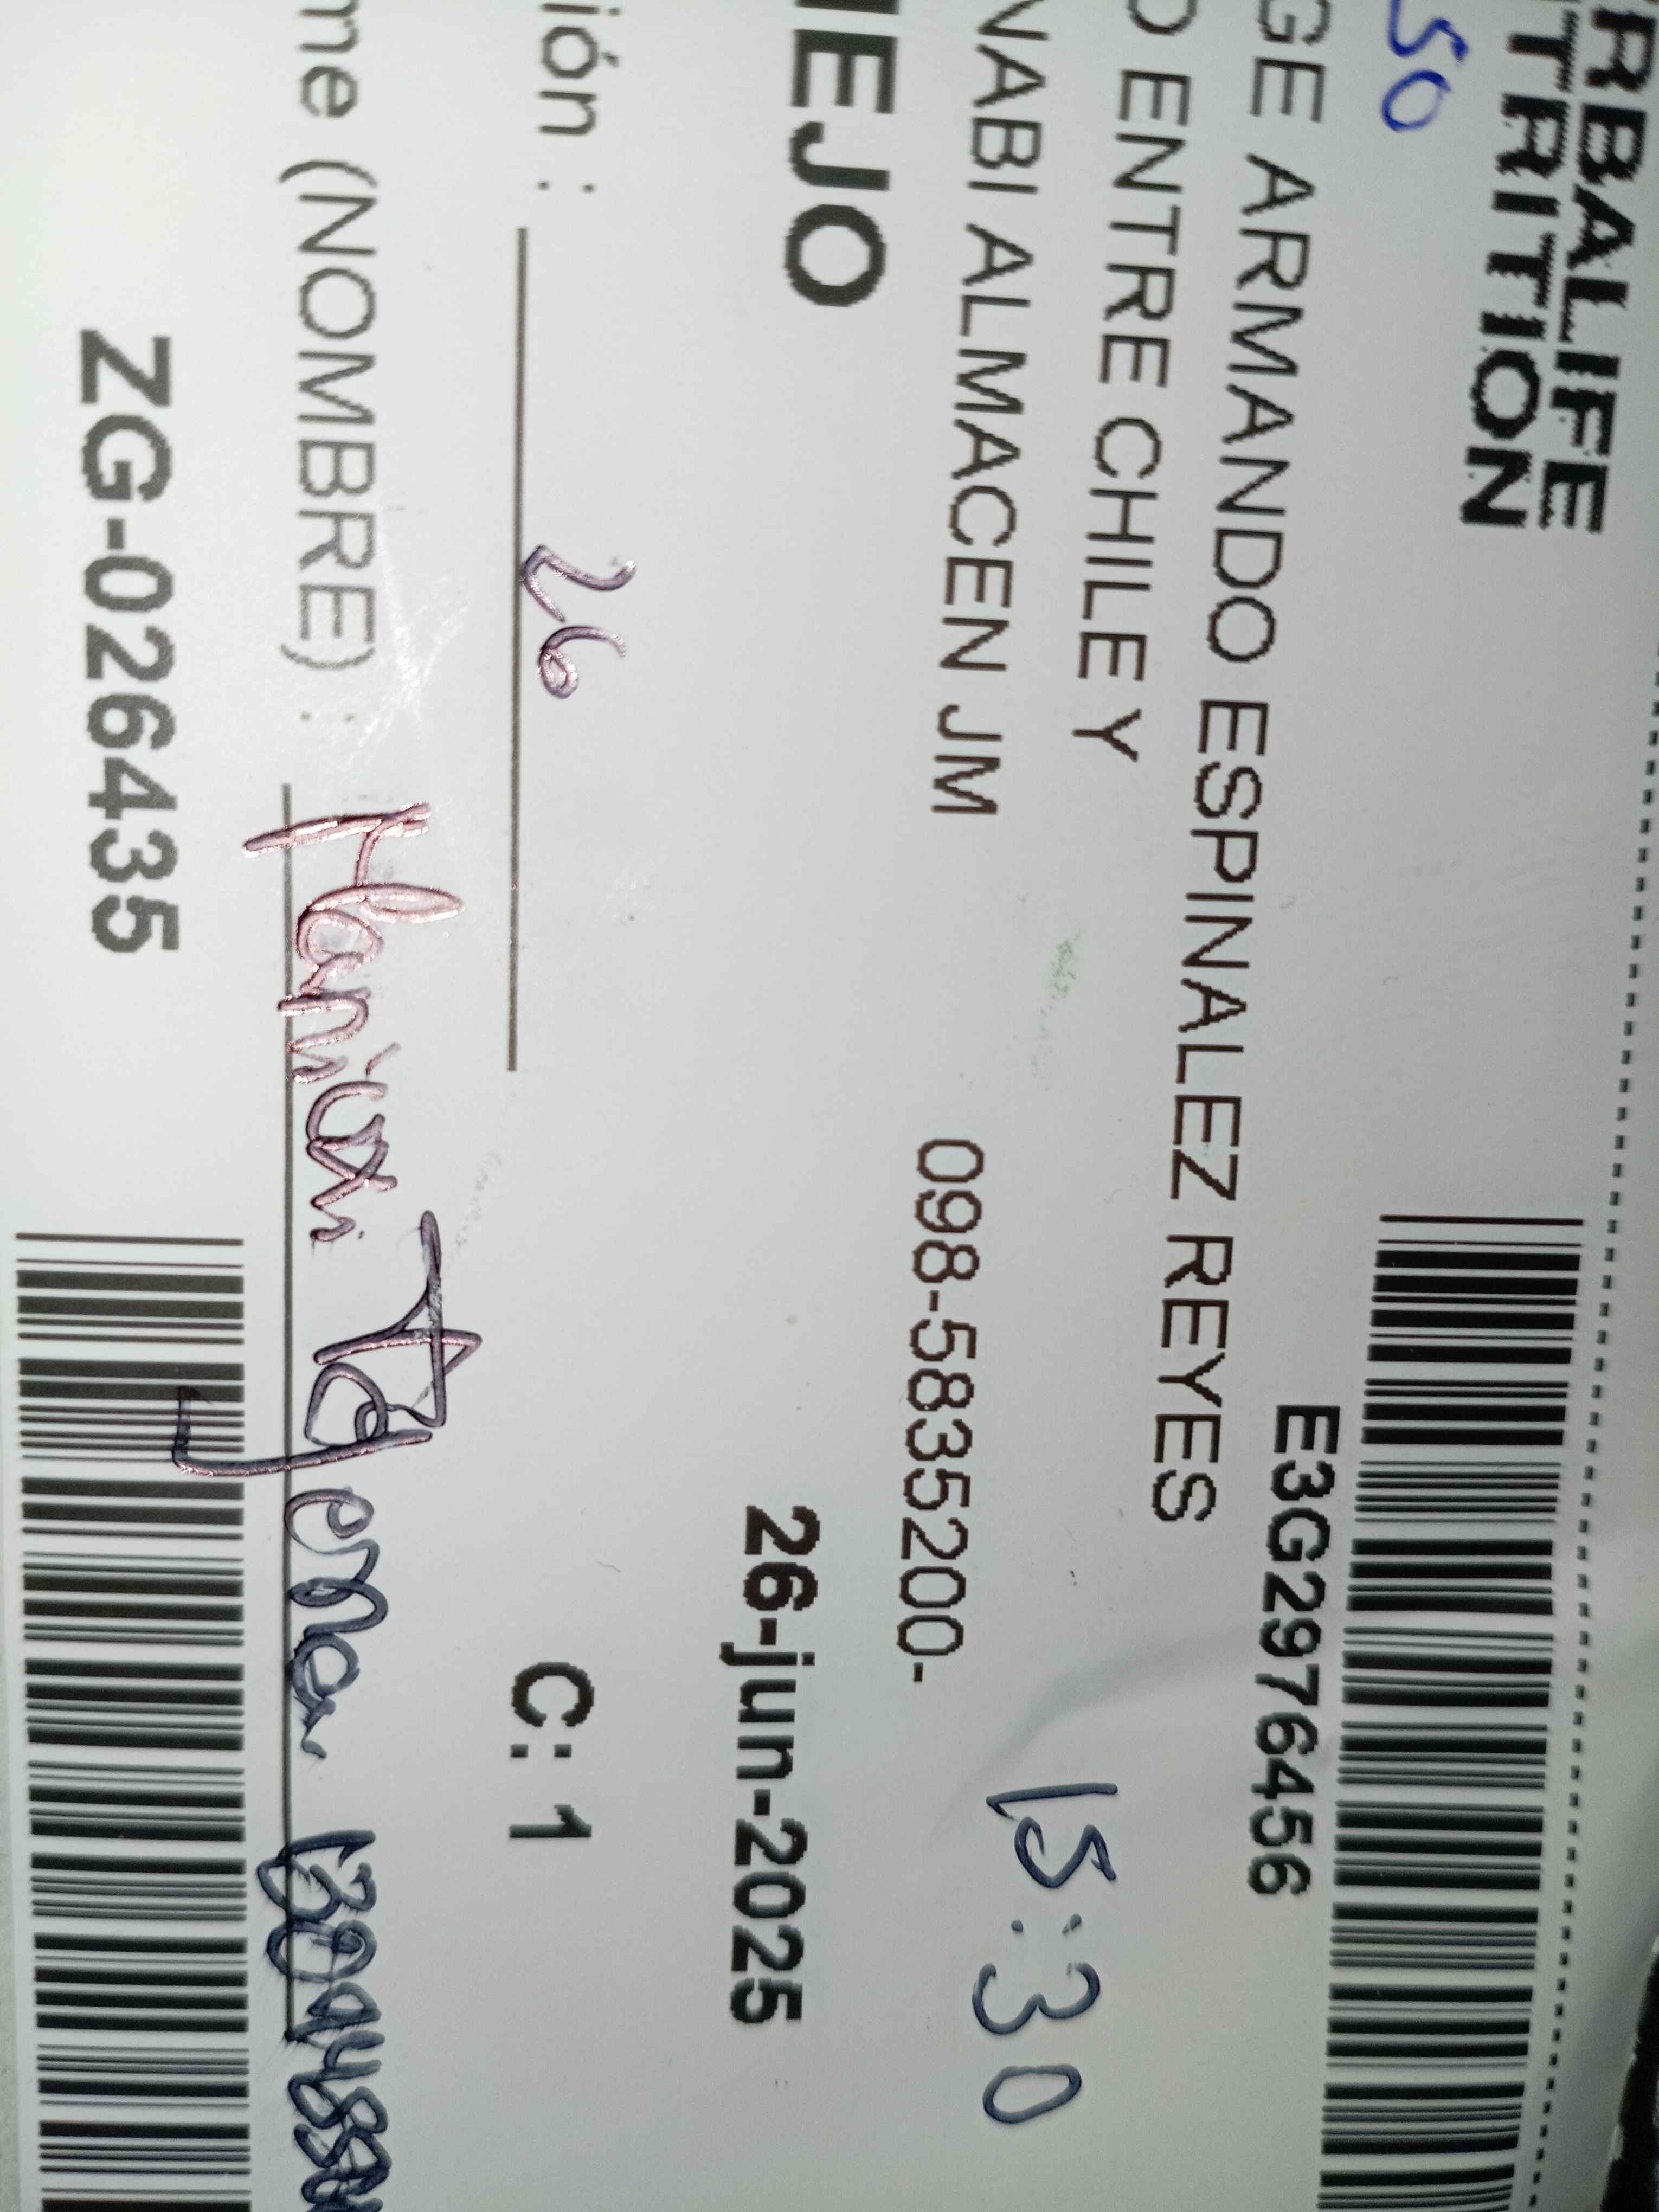 RBALIFE
TRITION
50
E3G2976456
GE ARMANDO ESPINALEZ REYES
O ENTRE CHILE Y
NABI ALMACEN JM
15:30
098-5835200-
IEJO
26-jun-2025
ión : 26
C: 1
me (NOMBRE) :
ZG-026435